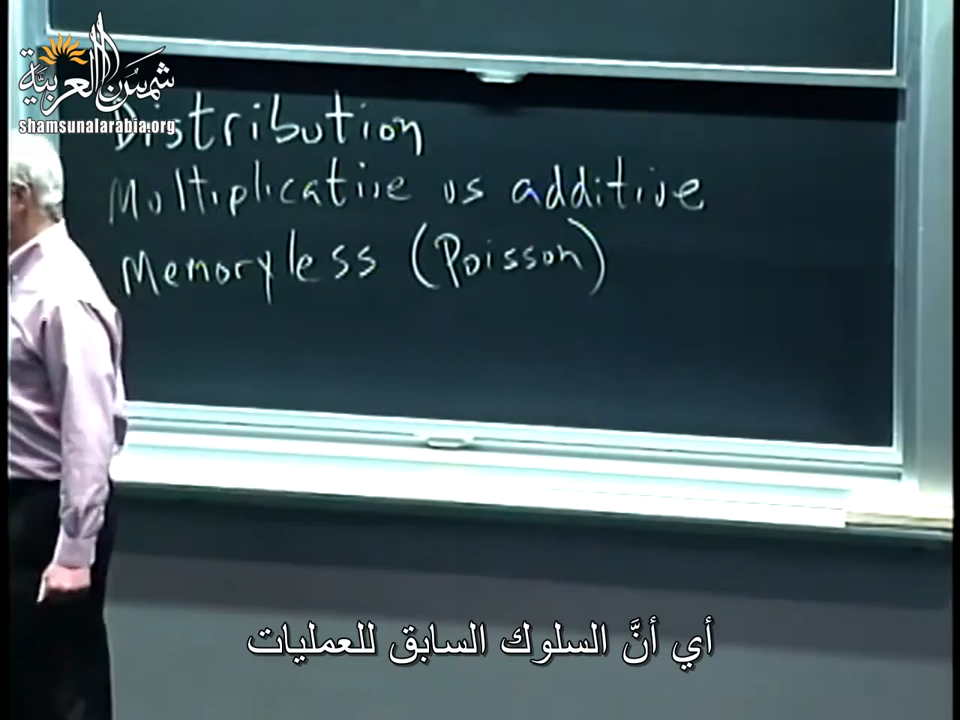 شمس العربية
shamsunalarabia.org
Distribution
Multiplicative vs additive
Memoryless (Poisson)
أي أنَّ السلوك السابق للعمليات